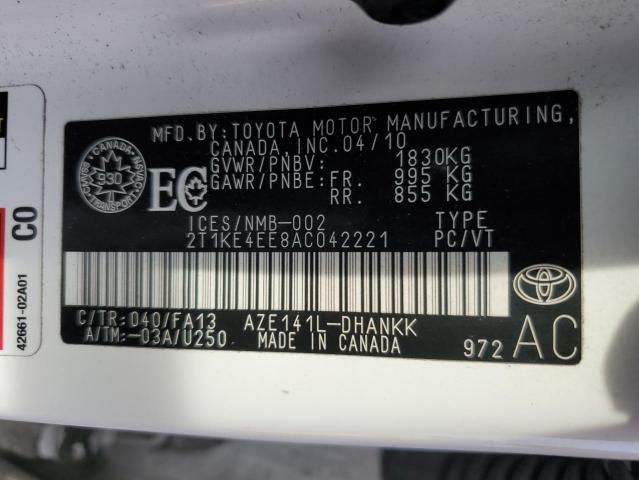 MFD.BY:TOYOTA MOTOR MANUFACTURING,
CANADA, INC.04/10
GVWR/PNBV: 1830KG
GAWR/PNBE: FR. 995 KG
RR. 855 KG
CANADA
930
TRANSPORT
EC
ICES/NMB-002 TYPE
2T1KE4EE8AC042221 PC/VT
C/TR: 040/FA13 AZE141L-DHANKK
A/TM:-03A/U250 MADE IN CANADA
972 AC
CO
42661-02A01